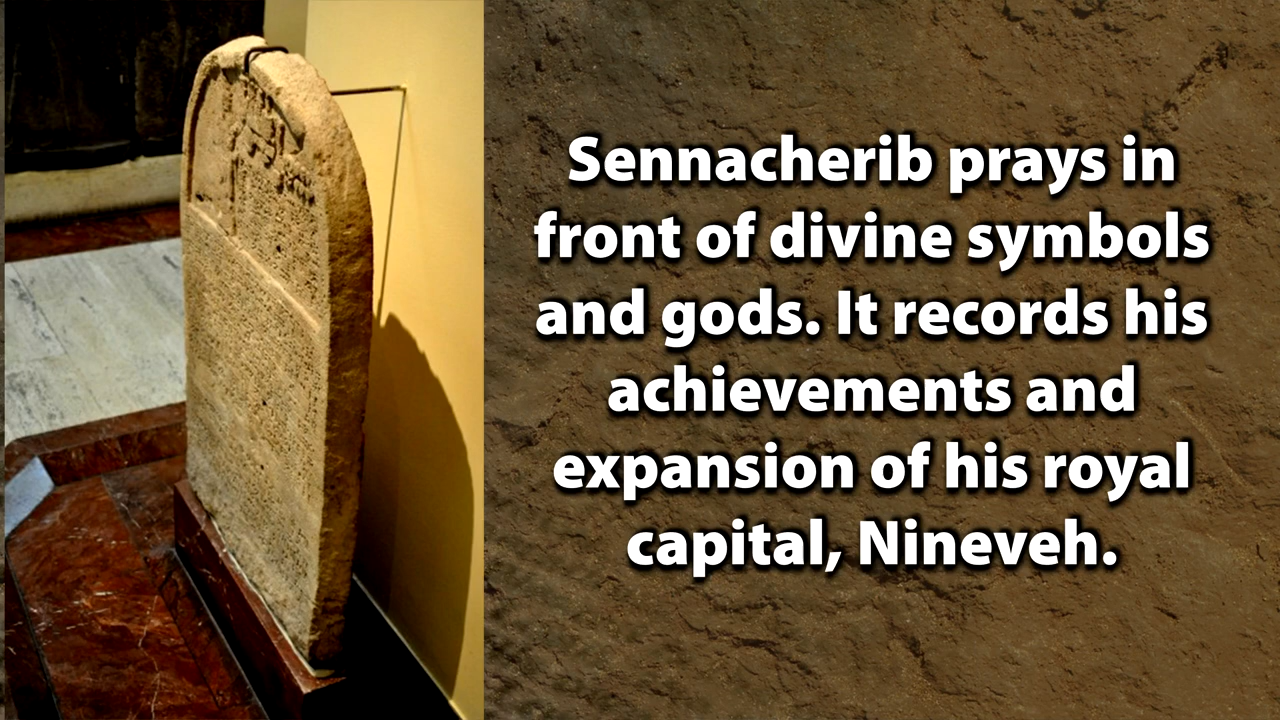 Sennacherib prays in
front of divine symbols
and gods. It records his
achievements and
expansion of his royal
capital, Nineveh.